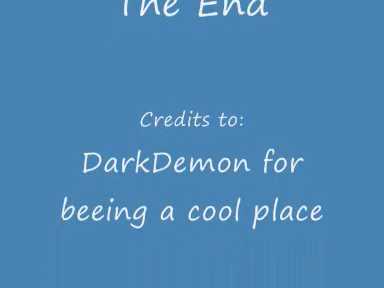 The End
Credits to:
DarkDemon for
beeing a cool place